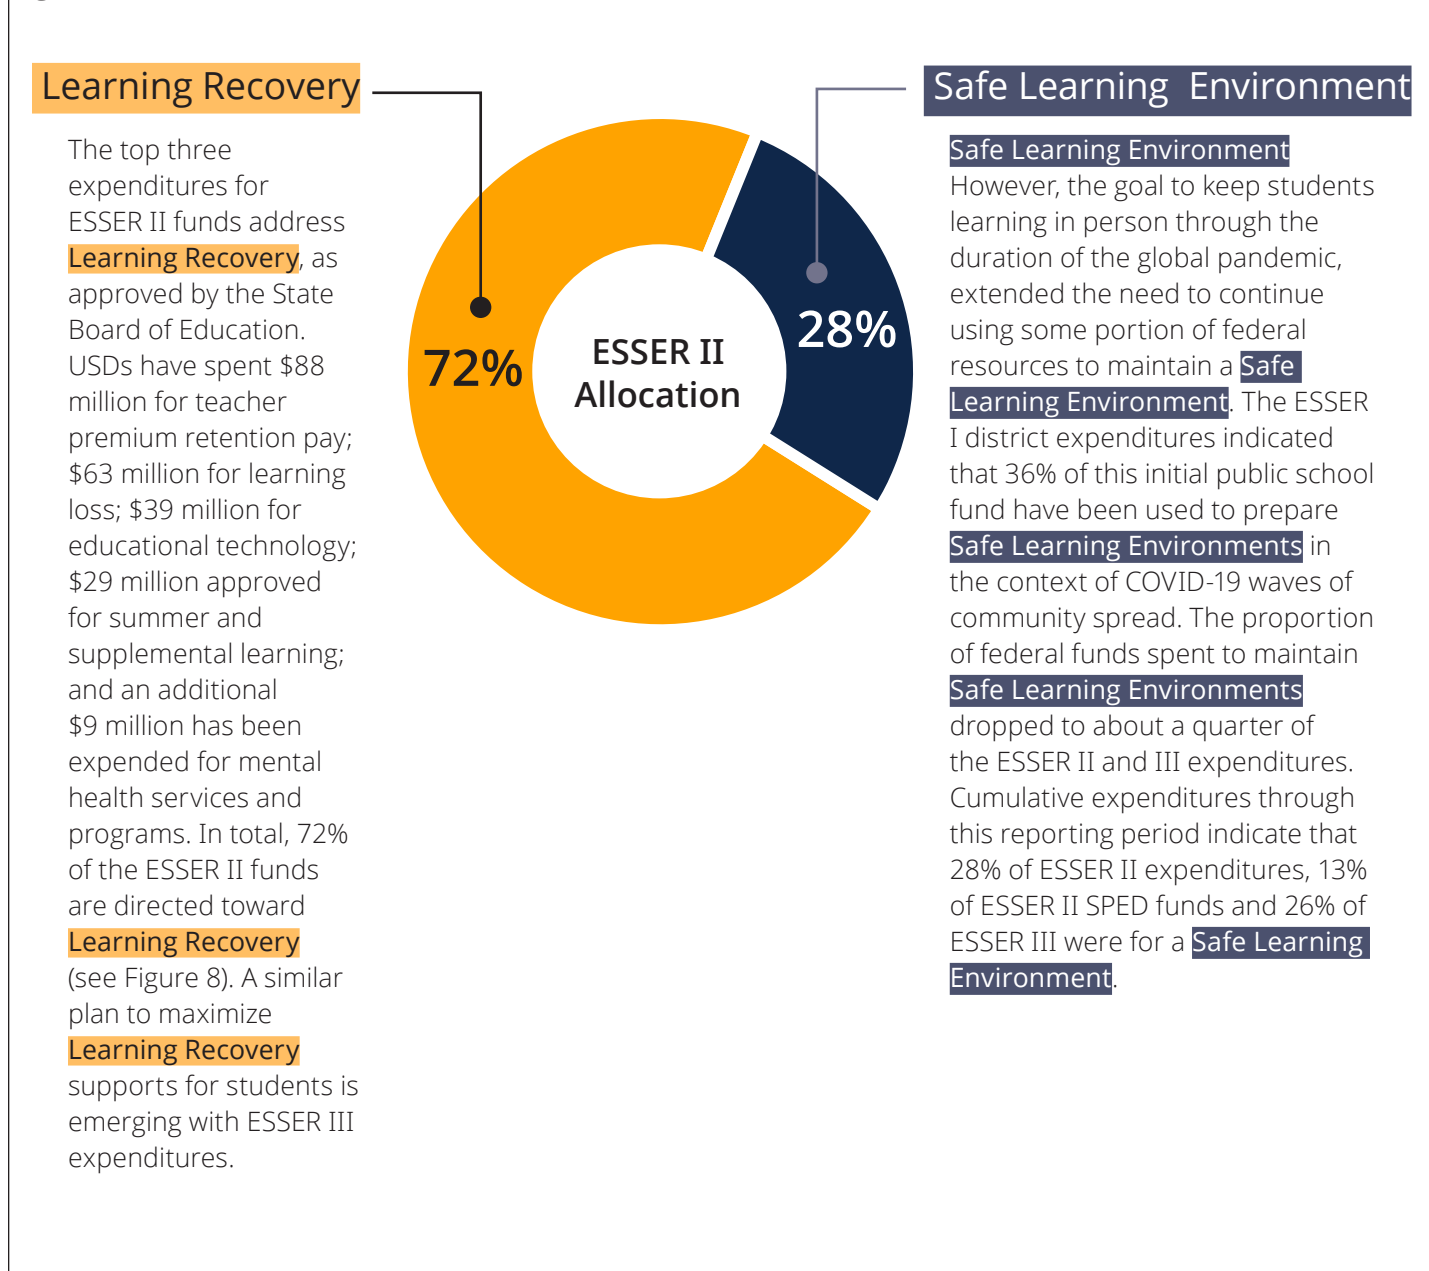 Learning Recovery
The top three
expenditures for
ESSER II funds address
Learning Recovery, as
approved by the State
Board of Education.
USDs have spent $88
million for teacher
premium retention pay;
$63 million for learning
loss; $39 million for
educational technology;
$29 million approved
for summer and
supplemental learning;
and an additional
$9 million has been
expended for mental
health services and
programs. In total, 72%
of the ESSER II funds
are directed toward
Learning Recovery
(see Figure 8). A similar
plan to maximize
Learning Recovery
supports for students is
emerging with ESSER III
expenditures.
72%
ESSER II
Allocation
28%
Safe Learning  Environment
Safe Learning Environment
However, the goal to keep students
learning in person through the
duration of the global pandemic,
extended the need to continue
using some portion of federal
resources to maintain a Safe
Learning Environment. The ESSER
I district expenditures indicated
that 36% of this initial public school
fund have been used to prepare
Safe Learning Environments in
the context of COVID-19 waves of
community spread. The proportion
of federal funds spent to maintain
Safe Learning Environments
dropped to about a quarter of
the ESSER II and III expenditures.
Cumulative expenditures through
this reporting period indicate that
28% of ESSER II expenditures, 13%
of ESSER II SPED funds and 26% of
ESSER III were for a Safe Learning
Environment.